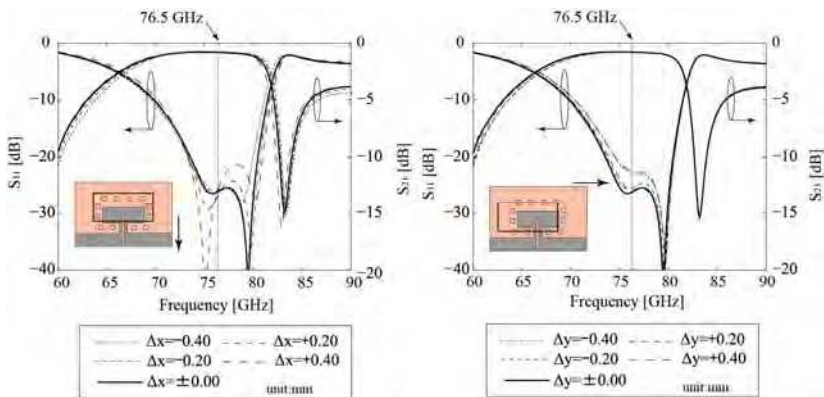 76.5 GHz
0
−10
−20
−30
−40
S11 [dB]
0
−5
−10
−15
−20
S21 [dB]
60 65 70 75 80 85 90
Frequency [GHz]
Δx=−0.40 Δx=+0.20
Δx=−0.20 Δx=+0.40
Δx=±0.00 unit:mm
76.5 GHz
0
−10
−20
−30
−40
S11 [dB]
0
−5
−10
−15
−20
S21 [dB]
60 65 70 75 80 85 90
Frequency [GHz]
Δy=−0.40 Δy=+0.20
Δy=−0.20 Δy=+0.40
Δy=±0.00 unit:mm